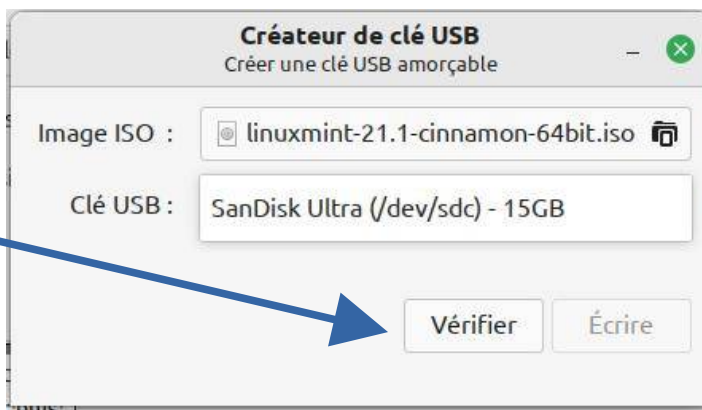 Créateur de clé USB
Créer une clé USB amorçable
Image ISO :
linuxmint-21.1-cinnamon-64bit.iso
Clé USB :
SanDisk Ultra (/dev/sdc) - 15GB
Vérifier
Écrire